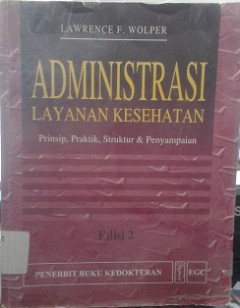 LAWRENCE F. WOLPER
ADMINISTRASI
LAYANAN KESEHATAN
Prinsip, Praktik, Struktur & Penyampaian
Edisi 2
PENERBIT BUKU KEDOKTERAN EGC